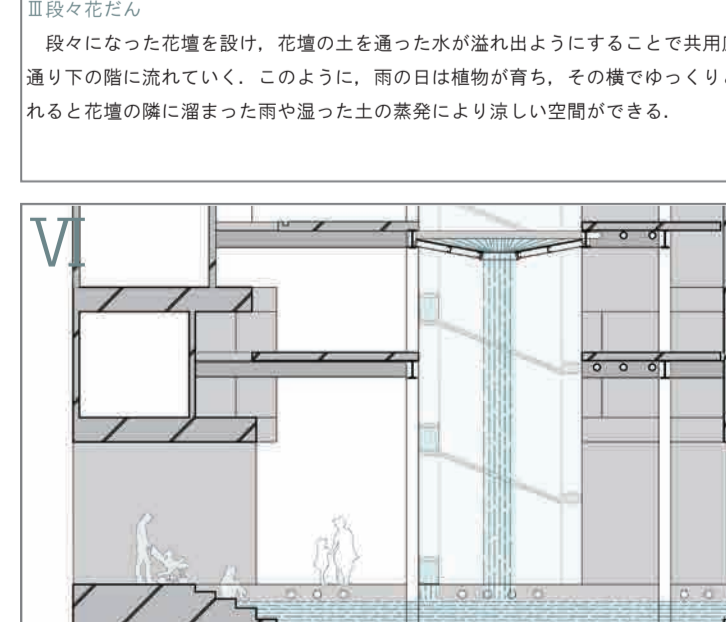 Ⅲ段々花だん
段々になった花壇を設け，花壇の土を通った水が溢れ出ようにすることで共用
通り下の階に流れていく．このように，雨の日は植物が育ち，その横でゆっくり
れると花壇の隣に溜まった雨や湿った土の蒸発により涼しい空間ができる．
Ⅵ